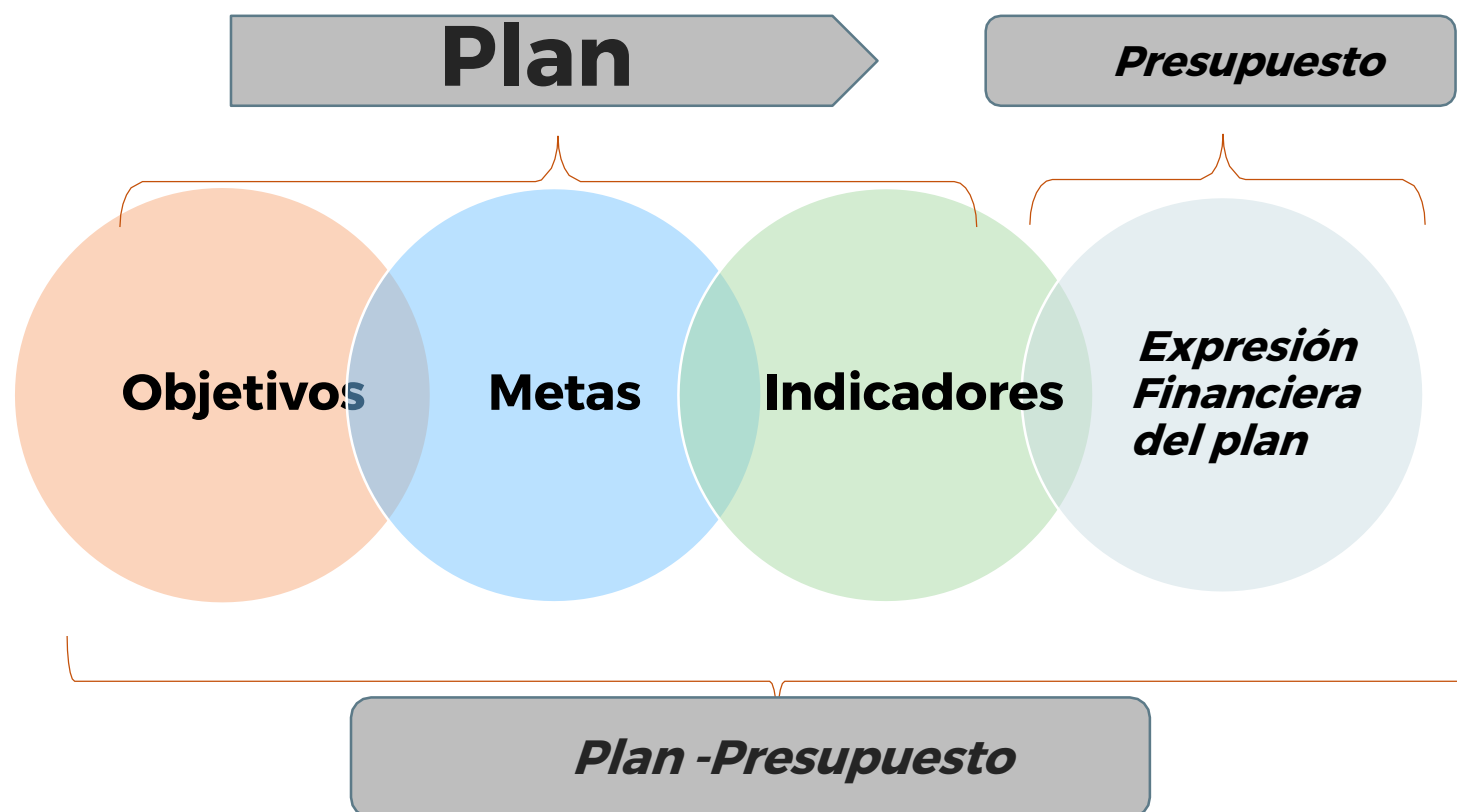 Plan
Presupuesto
Objetivos
Metas
Indicadores
Expresión
Financiera
del plan
Plan -Presupuesto